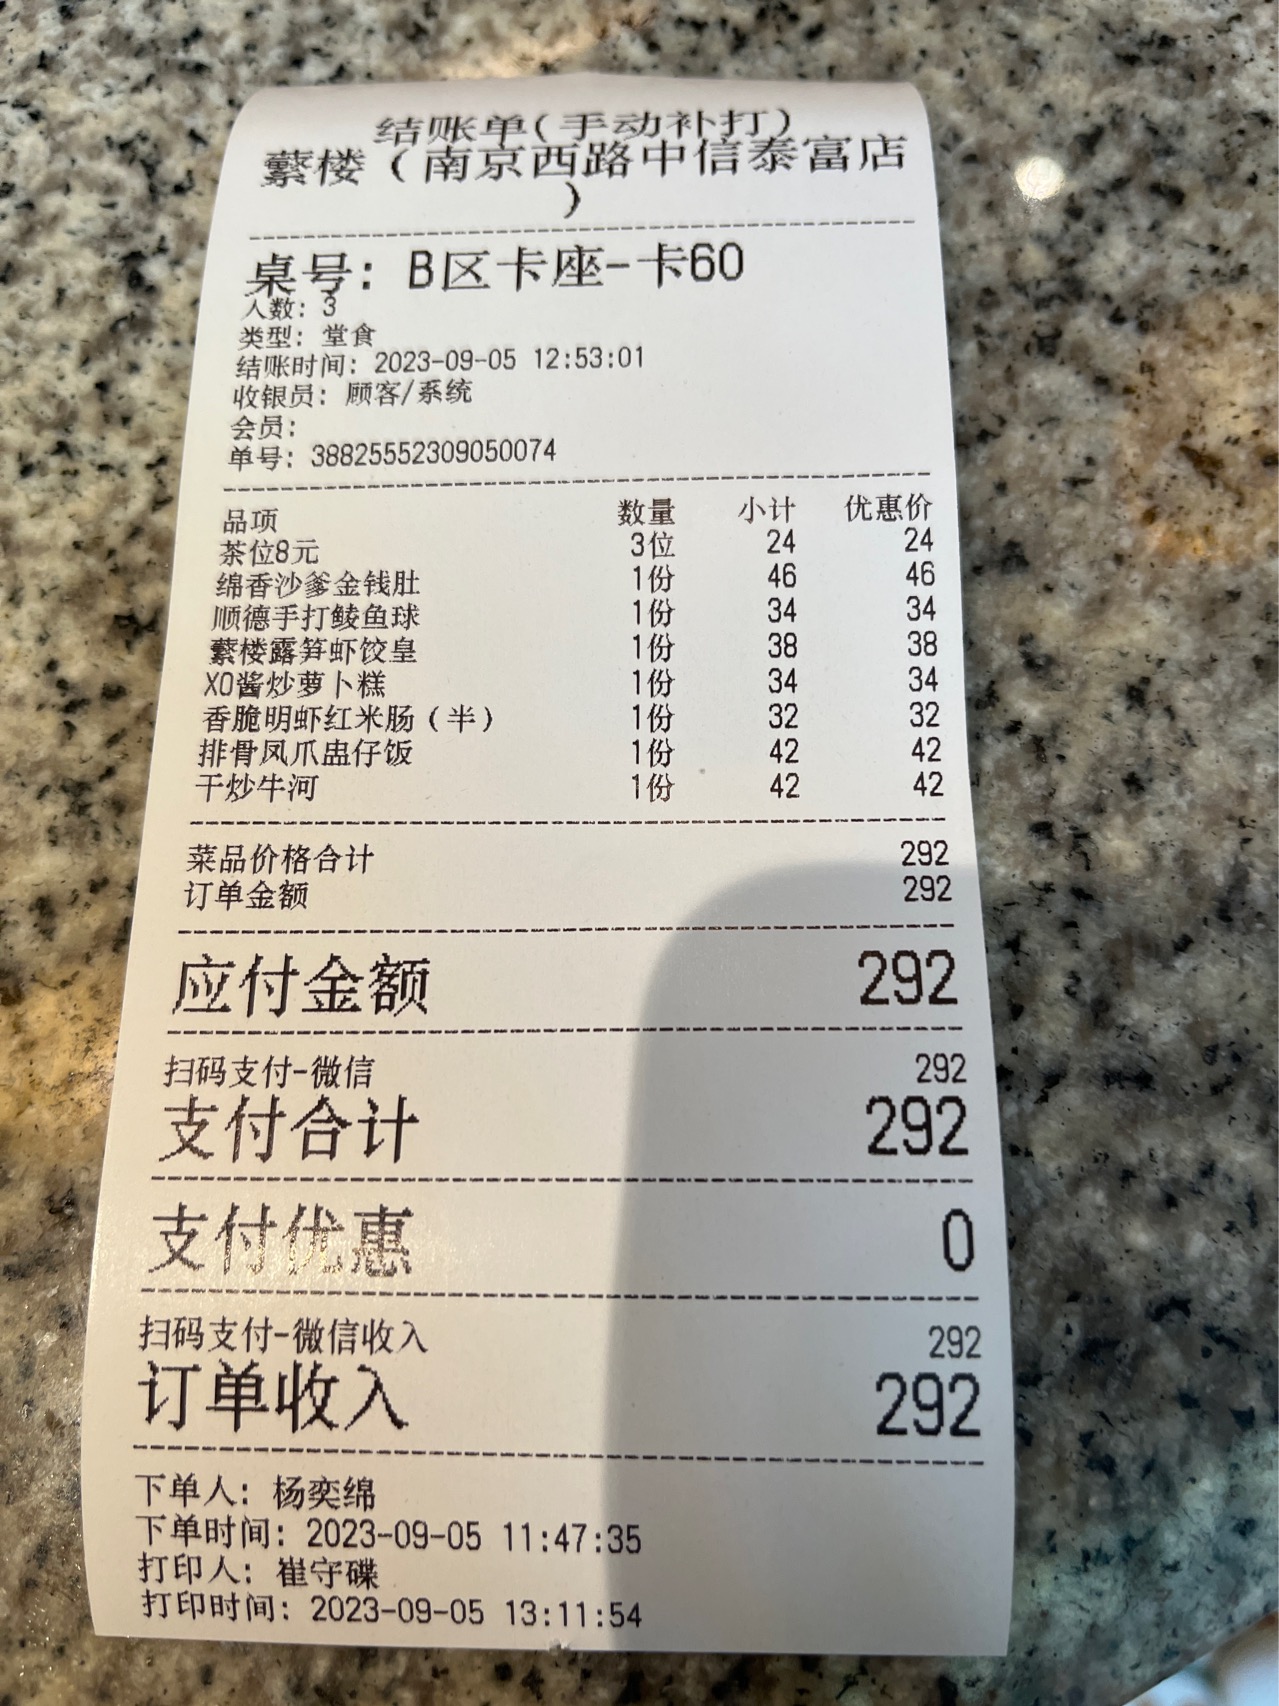 结账单(手动补打)
蘩楼(南京西路中信泰富店
)
桌号: B区卡座-卡60
人数: 3
类型: 堂食
结账时间: 2023-09-05 12:53:01
收银员: 顾客/系统
会员:
单号: 38825552309050074
品项 数量 小计 优惠价
茶位8元 3位 24 24
绵香沙爹金钱肚 1份 46 46
顺德手打鲮鱼球 1份 34 34
蘩楼露笋虾饺皇 1份 38 38
XO酱炒萝卜糕 1份 34 34
香脆明虾红米肠(半) 1份 32 32
排骨凤爪盅仔饭 1份 42 42
干炒牛河 1份 42 42
菜品价格合计 292
订单金额 292
应付金额 292
扫码支付-微信 292
支付合计 292
支付优惠 0
扫码支付-微信收入 292
订单收入 292
下单人: 杨奕绵
下单时间: 2023-09-05 11:47:35
打印人: 崔守碟
打印时间: 2023-09-05 13:11:54